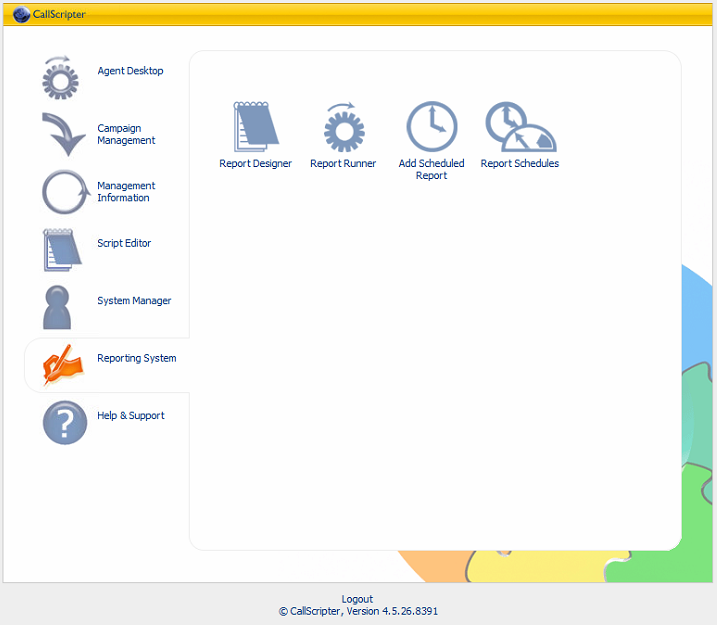 CallScripter
Agent Desktop
Campaign
Management
Management
Information
Script Editor
System Manager
Reporting System
Help & Support
?
Report Designer
Report Runner
Add Scheduled
Report
Report Schedules
Logout
© CallScripter, Version 4.5.26.8391